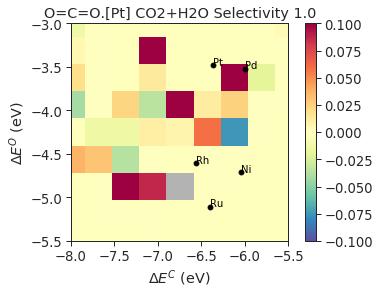 O=C=O.[Pt] CO2+H2O Selectivity 1.0
−3.0
−3.5
−4.0
−4.5
−5.0
−5.5
ΔE^O (eV)
Pt
Pd
Rh
Ni
Ru
−8.0 −7.5 −7.0 −6.5 −6.0 −5.5
ΔE^C (eV)
0.100
0.075
0.050
0.025
0.000
−0.025
−0.050
−0.075
−0.100